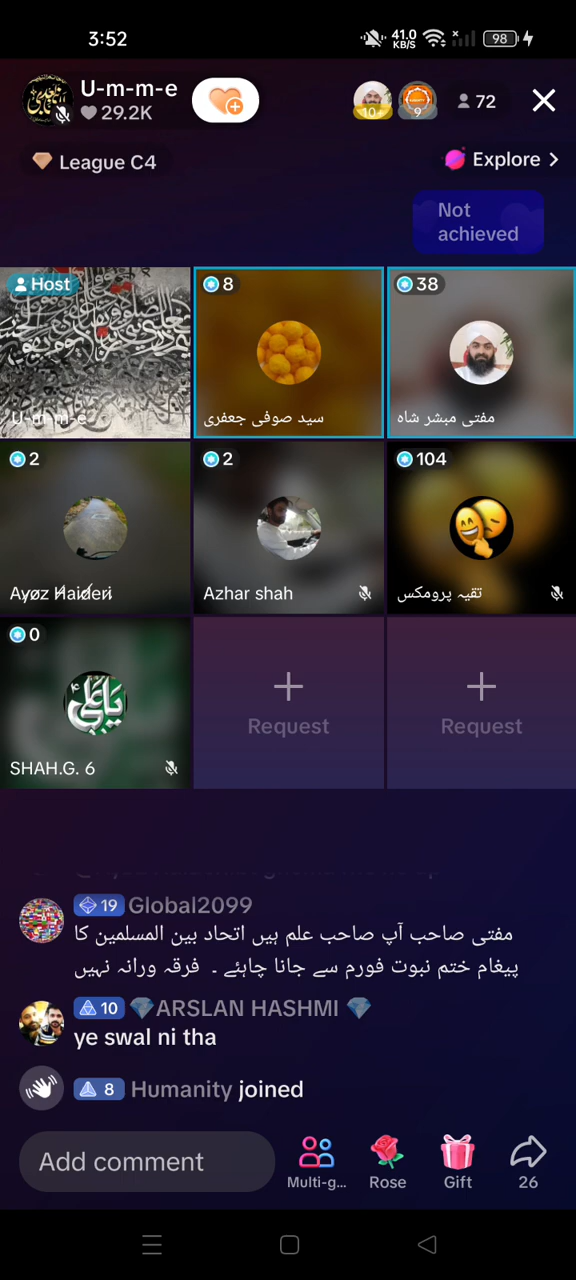 3:52
41.0
KB/S
98
U-m-m-e
29.2K
10
9
72
League C4
Explore
Not
achieved
Host
8
38
U-m-m-e
سید صوفی جعفری
مفتی مبشر شاہ
2
2
104
Azhar shah
تقیہ پرومکس
0
SHAH.G. 6
Request
Request
19 Global2099
مفتی صاحب آپ صاحب علم ہیں اتحاد بین المسلمین کا
پیغام ختم نبوت فورم سے جانا چاہئے ۔ فرقہ ورانہ نہیں
10 💎ARSLAN HASHMI 💎
ye swal ni tha
8 Humanity joined
Add comment
Multi-g...
Rose
Gift
26